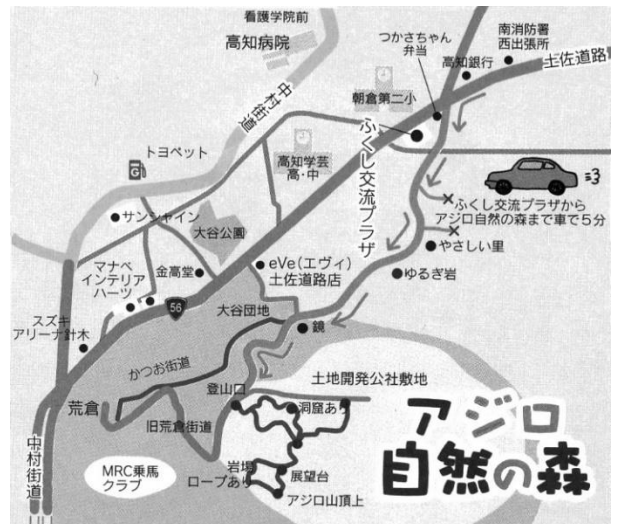 看護学院前
高知病院
中村街道
つかさちゃん
弁当
南消防署
西出張所
高知銀行
土佐道路
朝倉第二小
ふくし交流プラザ
高知学芸
高・中
トヨペット
G
サンシャイン
大谷公園
ふくし交流プラザから
アジロ自然の森まで車で5分
やさしい里
ゆるぎ岩
マナベ
インテリア
ハーツ
金高堂
eVe(エヴィ)
土佐道路店
56
大谷団地
鏡
スズキ
アリーナ針木
かつお街道
登山口
土地開発公社敷地
荒倉
旧荒倉街道
洞窟あり
中村街道
MRC乗馬
クラブ
岩場
ロープあり
展望台
アジロ山頂上
アジロ
自然の森